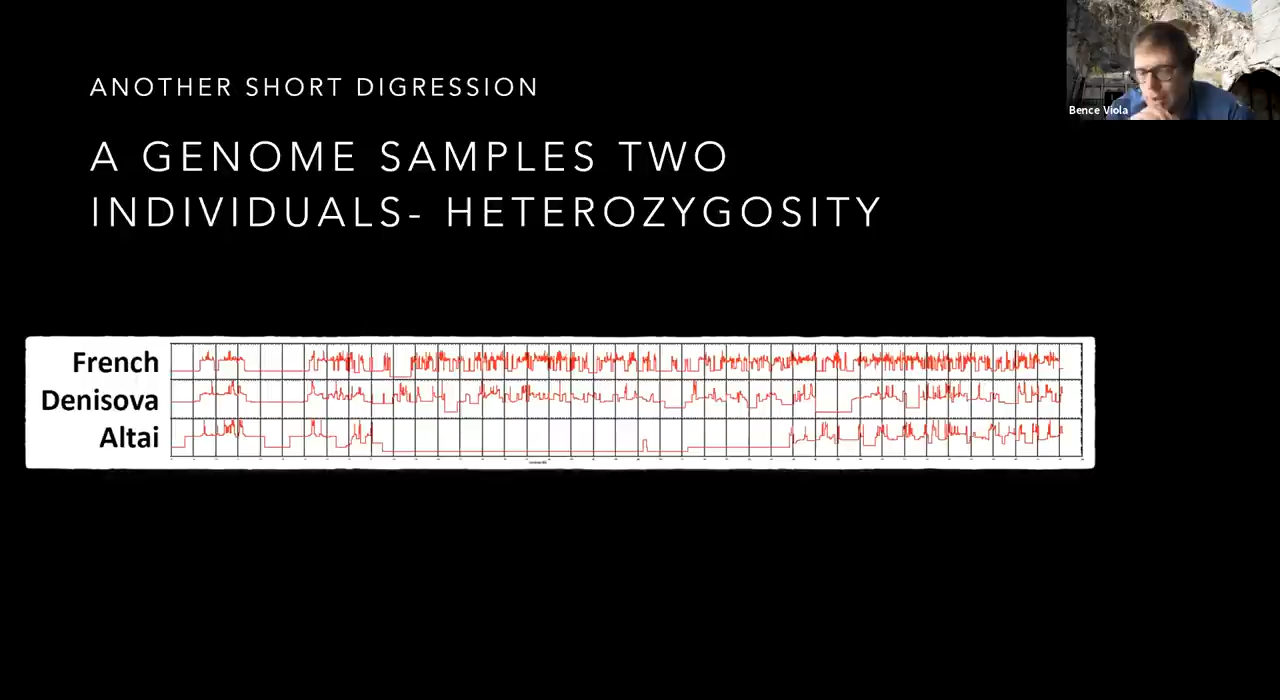 ANOTHER SHORT DIGRESSION
A GENOME SAMPLES TWO
INDIVIDUALS- HETEROZYGOSITY
Bence Viola
French
Denisova
Altai